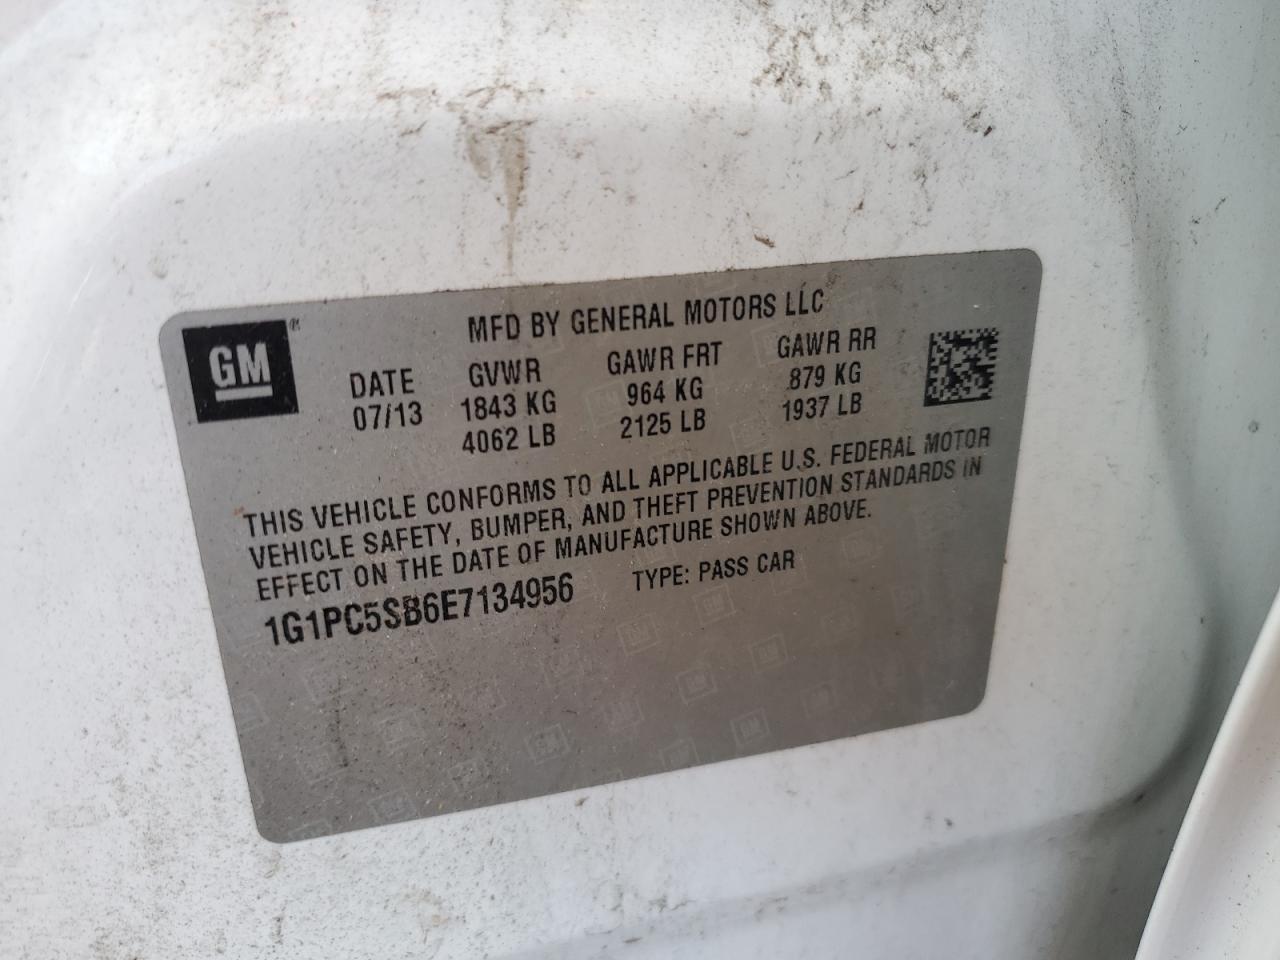 GM
MFD BY GENERAL MOTORS LLC
DATE GVWR GAWR FRT GAWR RR
07/13 1843 KG 964 KG 879 KG
4062 LB 2125 LB 1937 LB
THIS VEHICLE CONFORMS TO ALL APPLICABLE U.S. FEDERAL MOTOR
VEHICLE SAFETY, BUMPER, AND THEFT PREVENTION STANDARDS IN
EFFECT ON THE DATE OF MANUFACTURE SHOWN ABOVE.
1G1PC5SB6E7134956 TYPE: PASS CAR